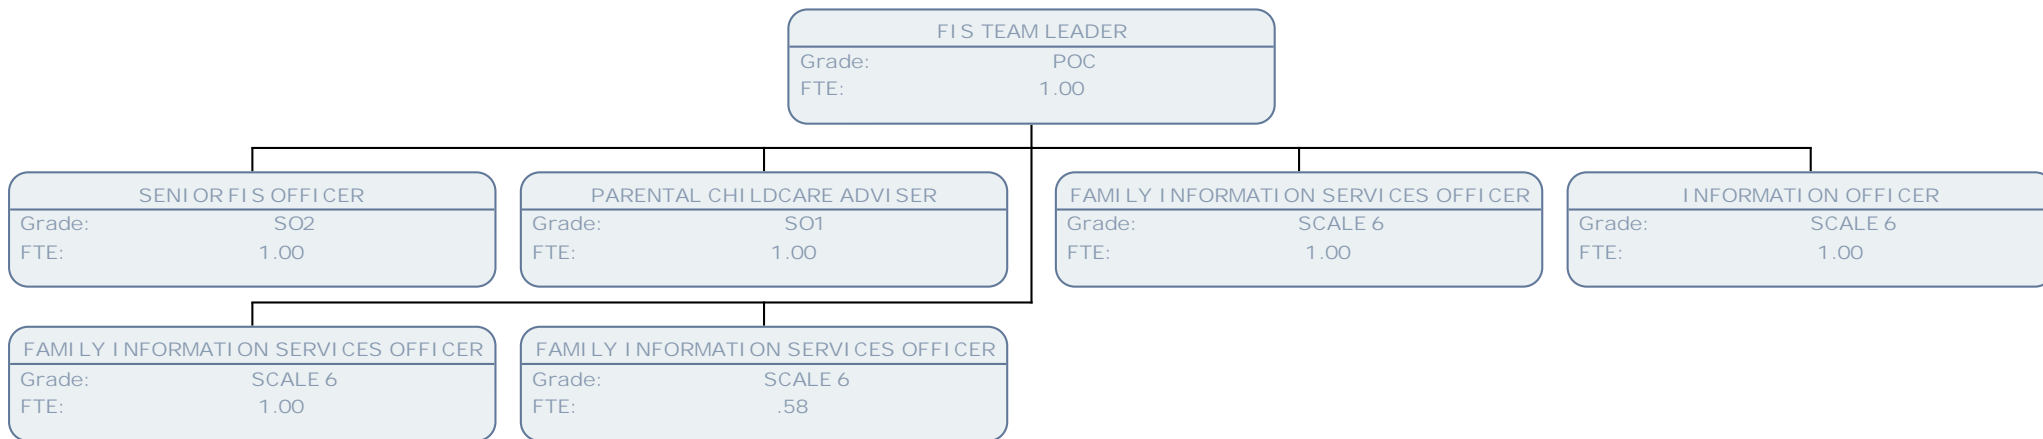 FIS TEAM LEADER
Grade: POC
FTE: 1.00
SENIOR FIS OFFICER
Grade: SO2
FTE: 1.00
PARENTAL CHILDCARE ADVISER
Grade: SO1
FTE: 1.00
FAMILY INFORMATION SERVICES OFFICER
Grade: SCALE 6
FTE: 1.00
INFORMATION OFFICER
Grade: SCALE 6
FTE: 1.00
FAMILY INFORMATION SERVICES OFFICER
Grade: SCALE 6
FTE: 1.00
FAMILY INFORMATION SERVICES OFFICER
Grade: SCALE 6
FTE: .58